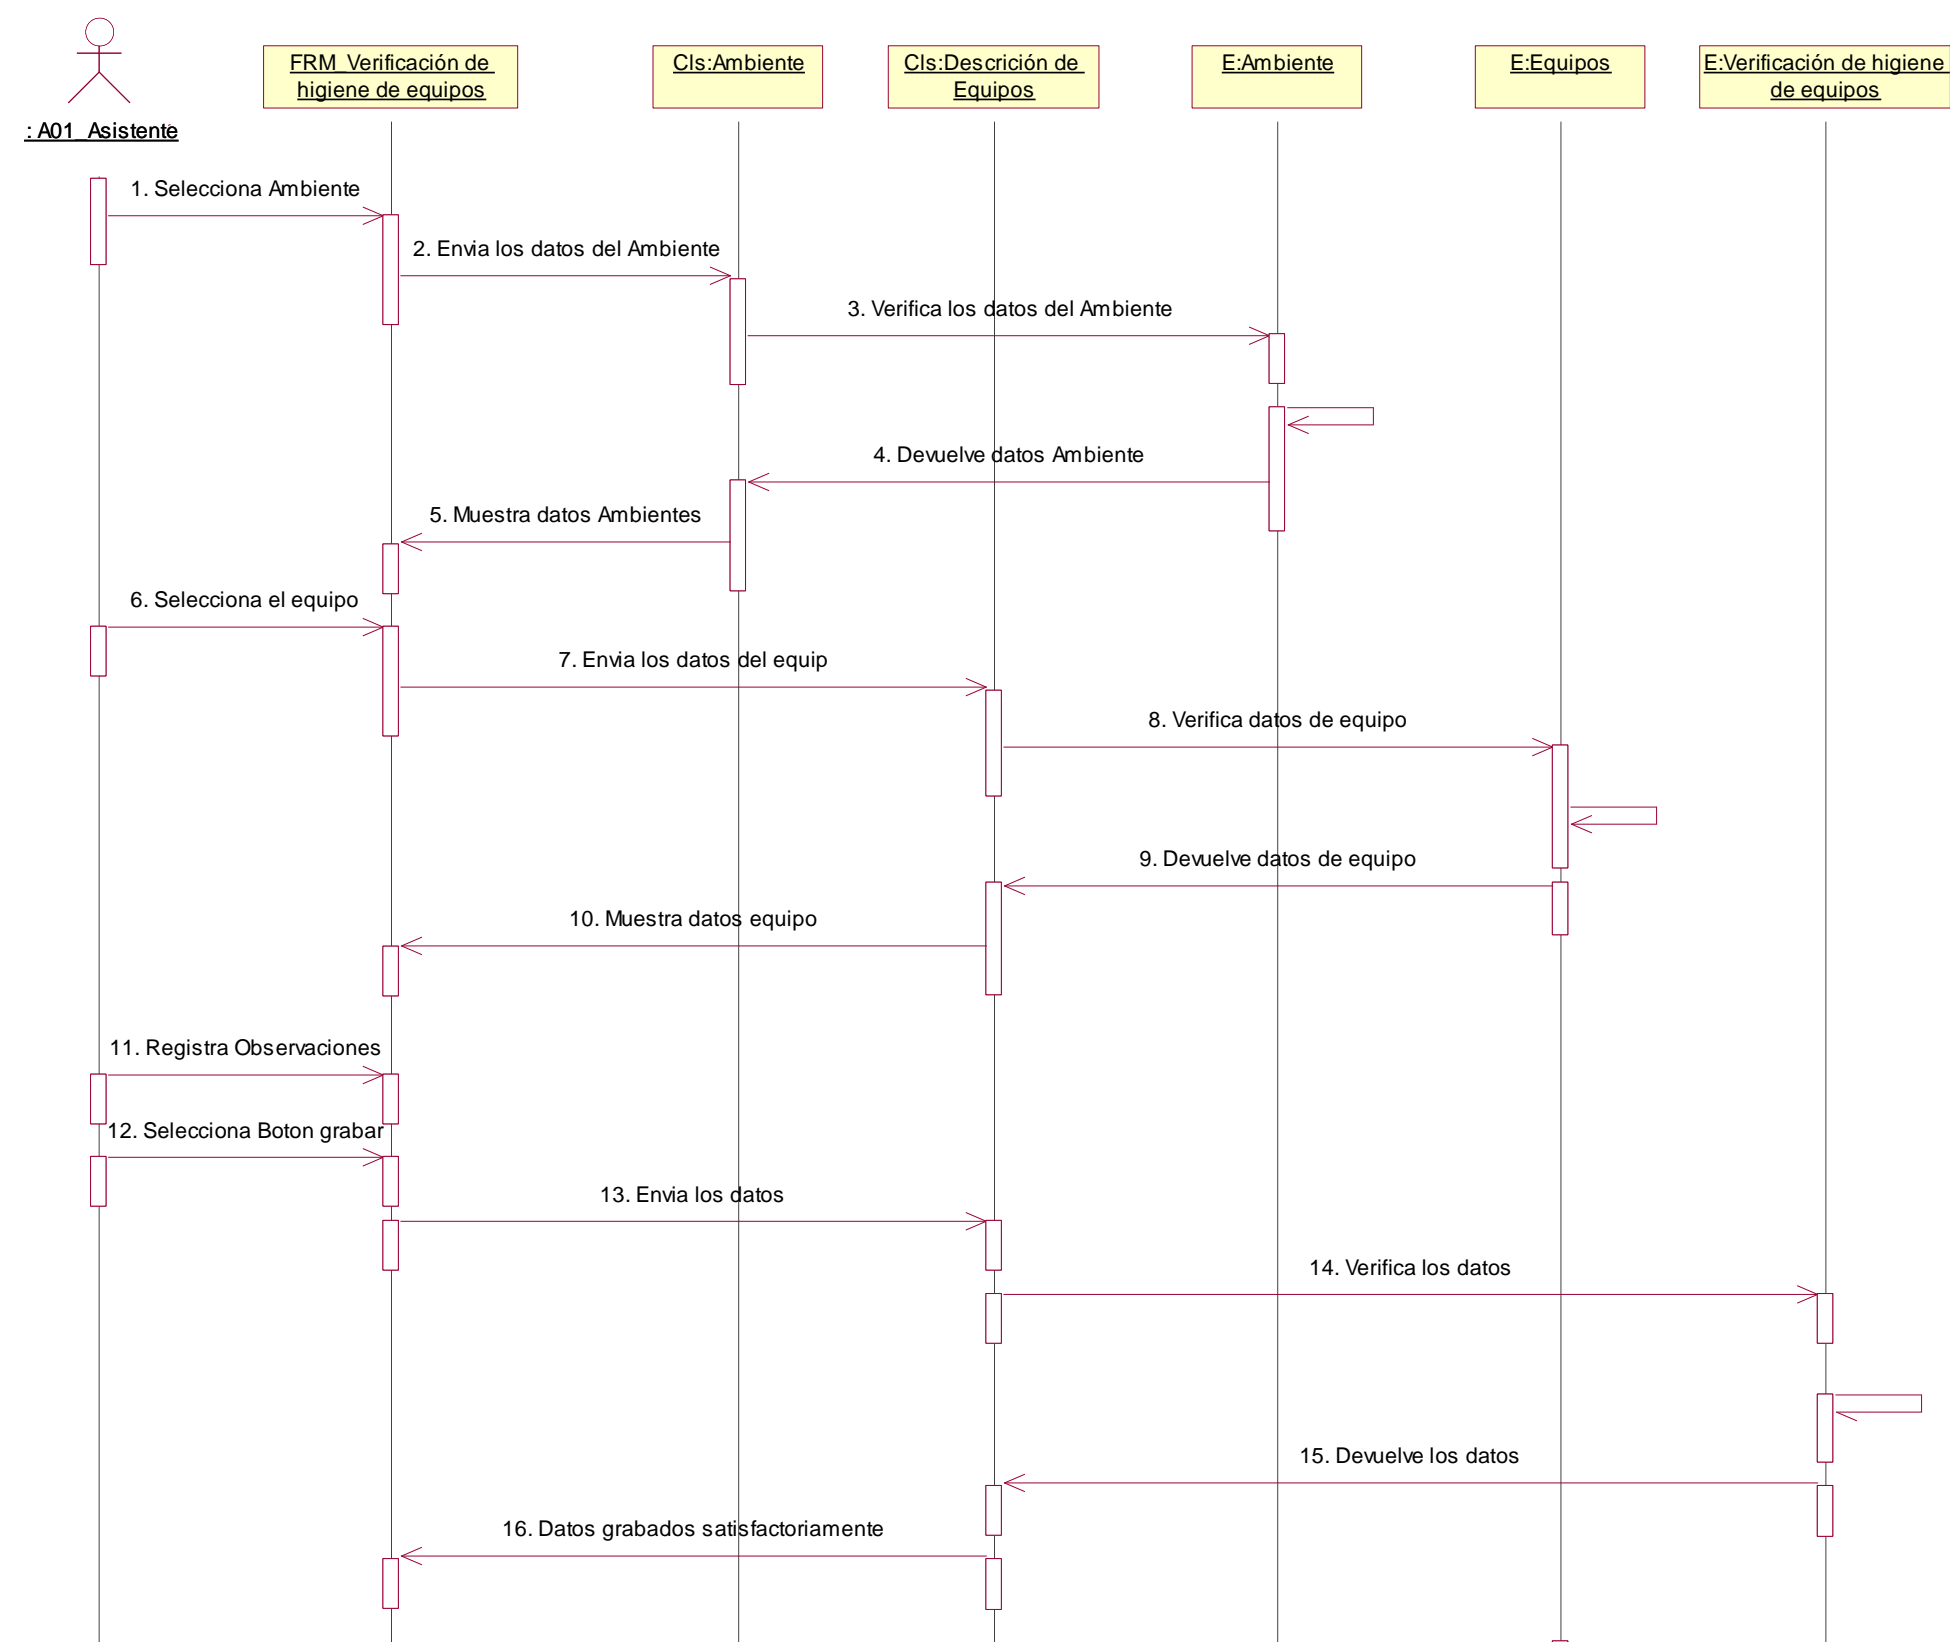 : A01_Asistente
FRM_Verificación de
higiene de equipos
Cls:Ambiente
Cls:Descrición de
Equipos
E:Ambiente
E:Equipos
E:Verificación de higiene
de equipos
1. Selecciona Ambiente
2. Envia los datos del Ambiente
3. Verifica los datos del Ambiente
4. Devuelve datos Ambiente
5. Muestra datos Ambientes
6. Selecciona el equipo
7. Envia los datos del equip
8. Verifica datos de equipo
9. Devuelve datos de equipo
10. Muestra datos equipo
11. Registra Observaciones
12. Selecciona Boton grabar
13. Envia los datos
14. Verifica los datos
15. Devuelve los datos
16. Datos grabados satisfactoriamente